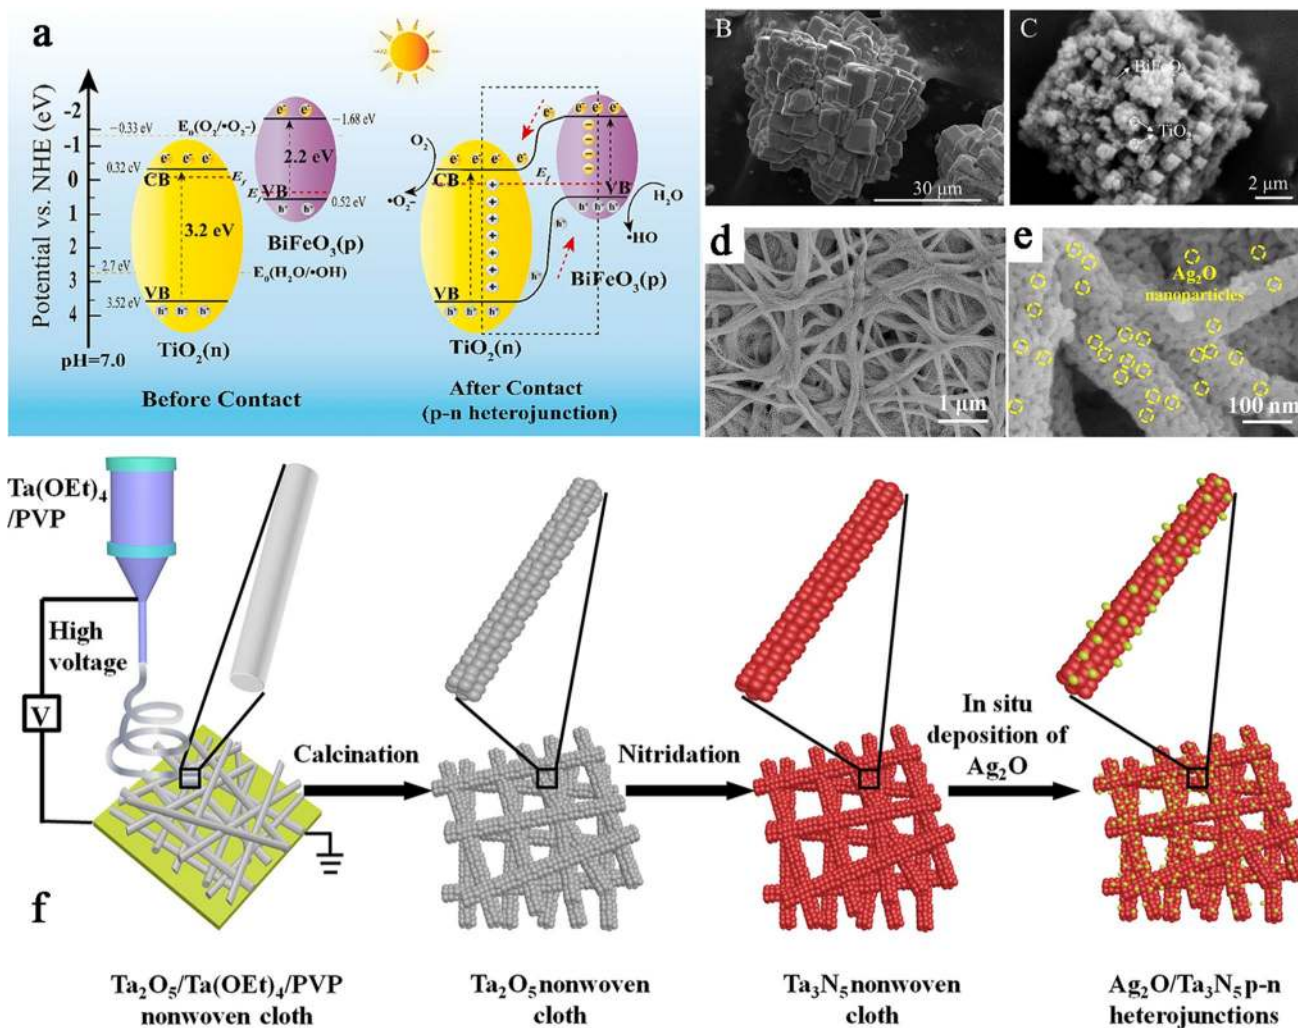 a
Potential vs. NHE (eV)
-2
-1
0
1
2
3
4
pH=7.0
-0.33 eV
E0(O2/•O2-)
-1.68 eV
0.32 eV
e- e- e-
CB
Ef
3.2 eV
2.7 eV
E0(H2O/•OH)
3.52 eV
VB
h+ h+ h+
TiO2(n)
e- e-
2.2 eV
VB
Ef
0.52 eV
h+ h+
BiFeO3(p)
Before Contact
O2
•O2-
e- e- e- e-
CB
Ef
VB
h+ h+ h+
TiO2(n)
e-
e- e- e-
VB
H2O
•HO
h+
h+
h+ h+ h+
BiFeO3(p)
After Contact
(p-n heterojunction)
B
30 μm
C
BiFeO3
TiO2
2 μm
d
1 μm
e
Ag2O
nanoparticles
100 nm
Ta(OEt)4
/PVP
High
voltage
V
Calcination
Nitridation
In situ
deposition of
Ag2O
f
Ta2O5/Ta(OEt)4/PVP
nonwoven cloth
Ta2O5 nonwoven
cloth
Ta3N5 nonwoven
cloth
Ag2O/Ta3N5 p-n
heterojunctions